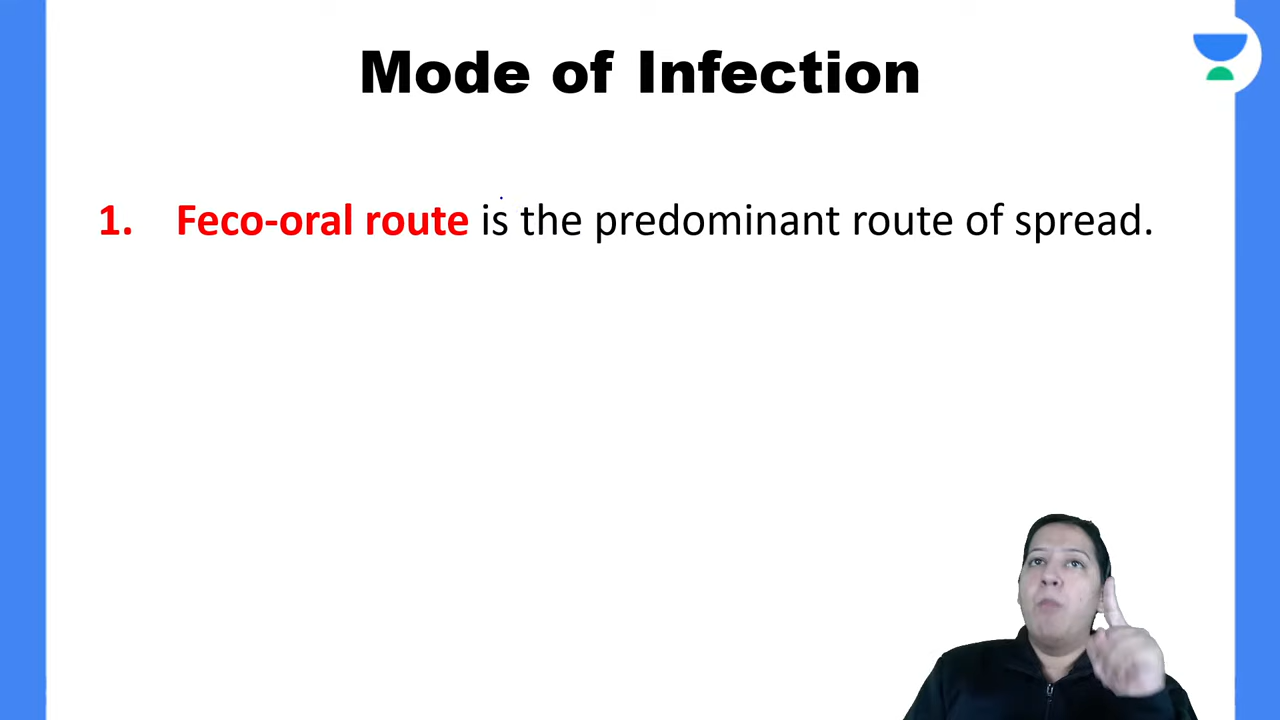 Mode of Infection
1. Feco-oral route is the predominant route of spread.